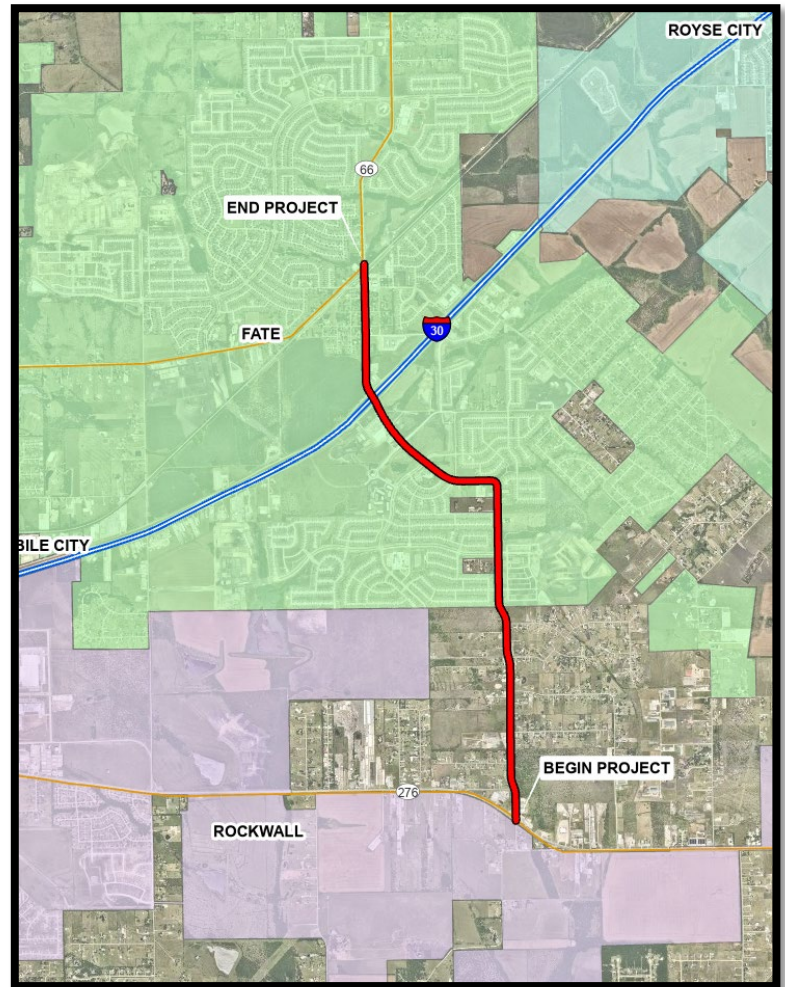 ROYSE CITY
66
END PROJECT
30
FATE
BILE CITY
BEGIN PROJECT
276
ROCKWALL